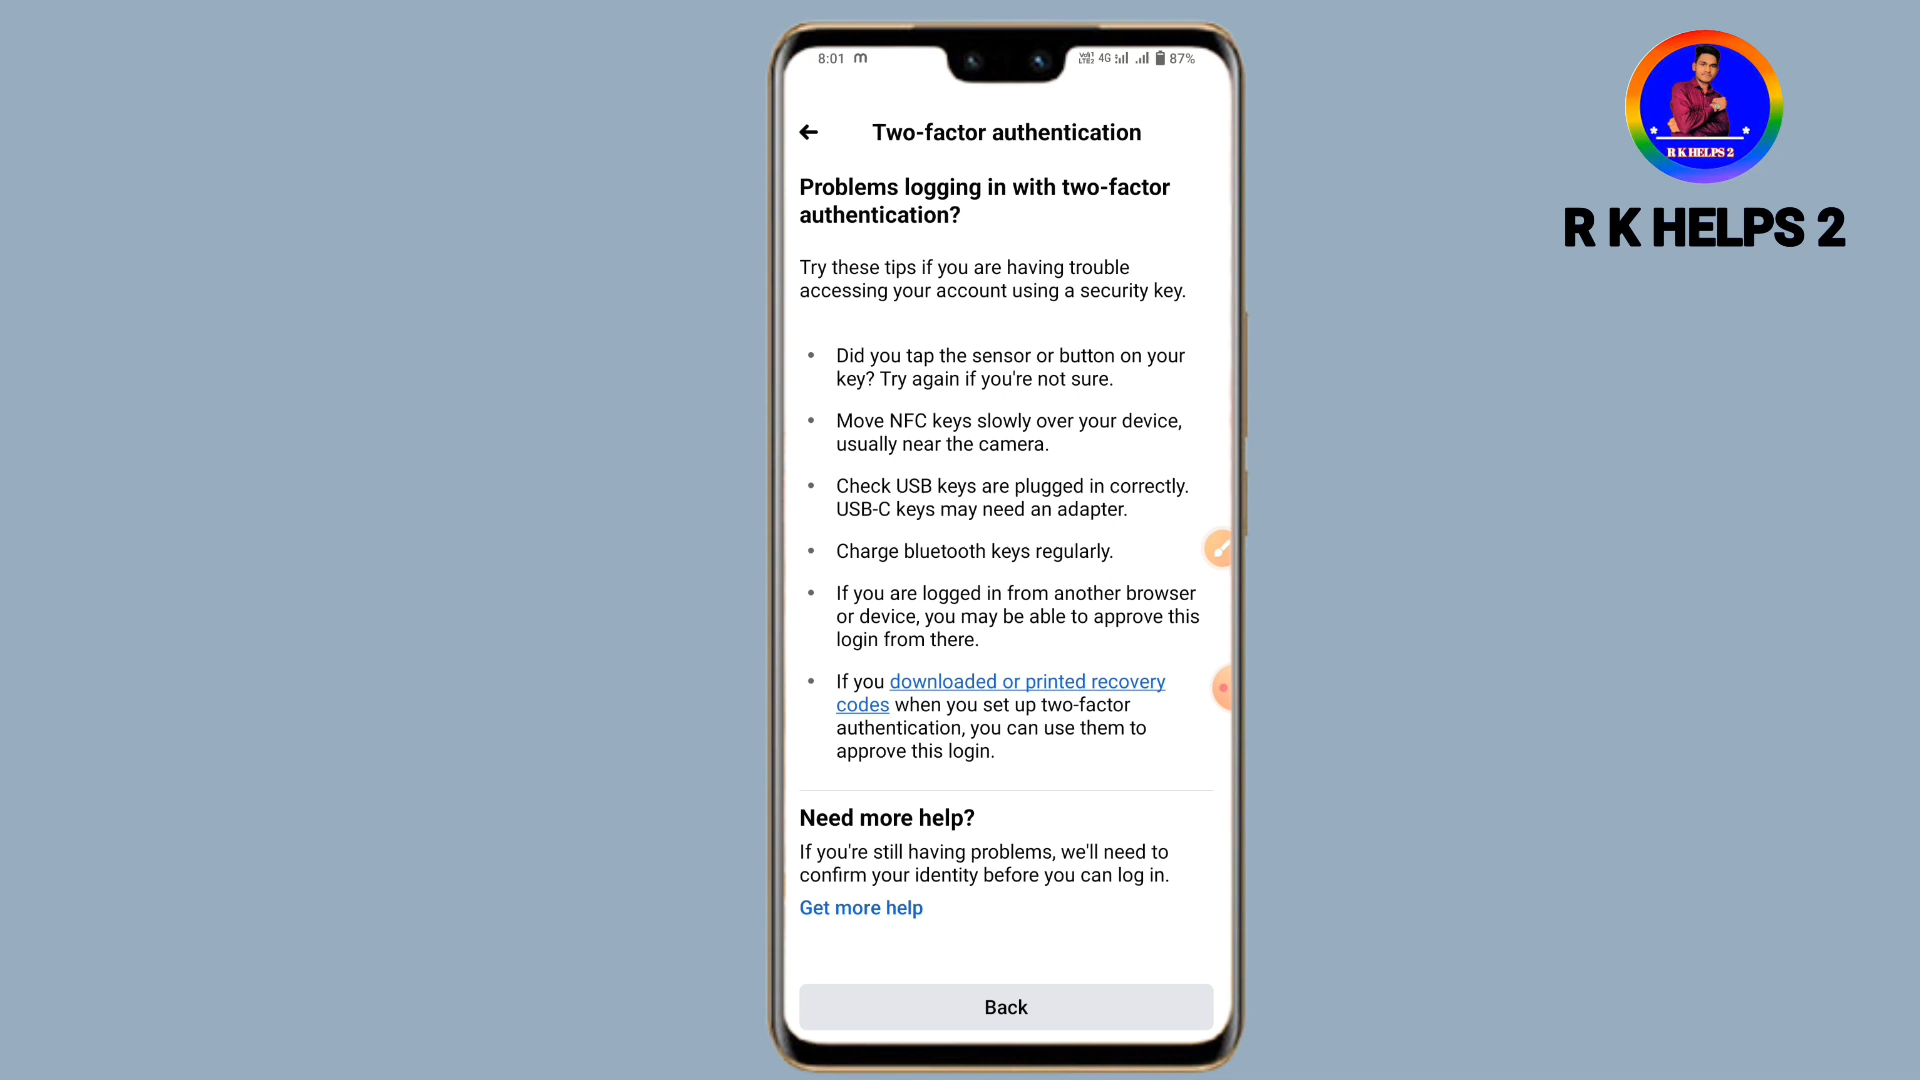 8:01 m
VoI1 LTE2 4G 87%
Two-factor authentication
Problems logging in with two-factor
authentication?
Try these tips if you are having trouble
accessing your account using a security key.
• Did you tap the sensor or button on your
key? Try again if you're not sure.
• Move NFC keys slowly over your device,
usually near the camera.
• Check USB keys are plugged in correctly.
USB-C keys may need an adapter.
• Charge bluetooth keys regularly.
• If you are logged in from another browser
or device, you may be able to approve this
login from there.
• If you downloaded or printed recovery
codes when you set up two-factor
authentication, you can use them to
approve this login.
Need more help?
If you're still having problems, we'll need to
confirm your identity before you can log in.
Get more help
Back
R K HELPS 2
R K HELPS 2